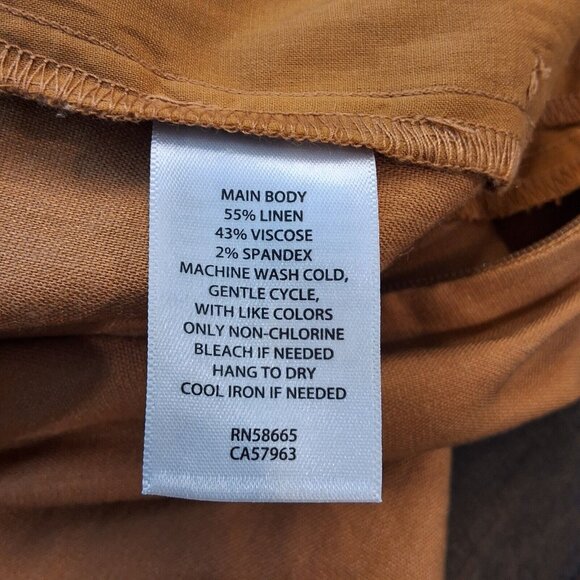 MAIN BODY
55% LINEN
43% VISCOSE
2% SPANDEX
MACHINE WASH COLD,
GENTLE CYCLE,
WITH LIKE COLORS
ONLY NON-CHLORINE
BLEACH IF NEEDED
HANG TO DRY
COOL IRON IF NEEDED
RN58665
CA57963